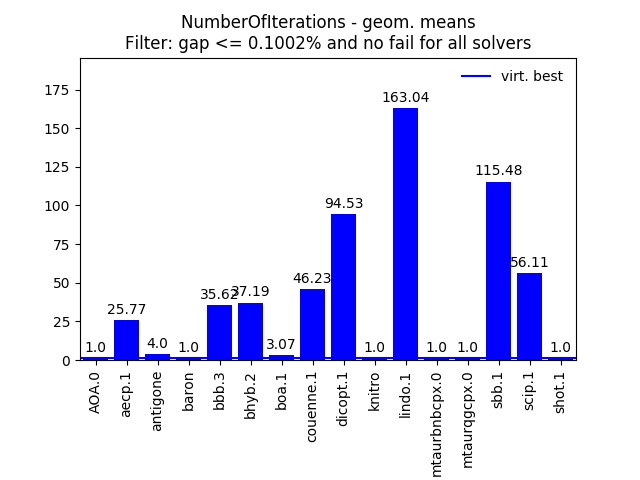 NumberOfIterations - geom. means
Filter: gap <= 0.1002% and no fail for all solvers
virt. best
175
150
125
100
75
50
25
0
1.0
25.77
4.0
1.0
35.62
37.19
3.07
46.23
94.53
1.0
163.04
1.0
1.0
115.48
56.11
1.0
AOA.0
aecp.1
antigone
baron
bbb.3
bhyb.2
boa.1
couenne.1
dicopt.1
knitro
lindo.1
mtaurbnbcpx.0
mtaurqgcpx.0
sbb.1
scip.1
shot.1